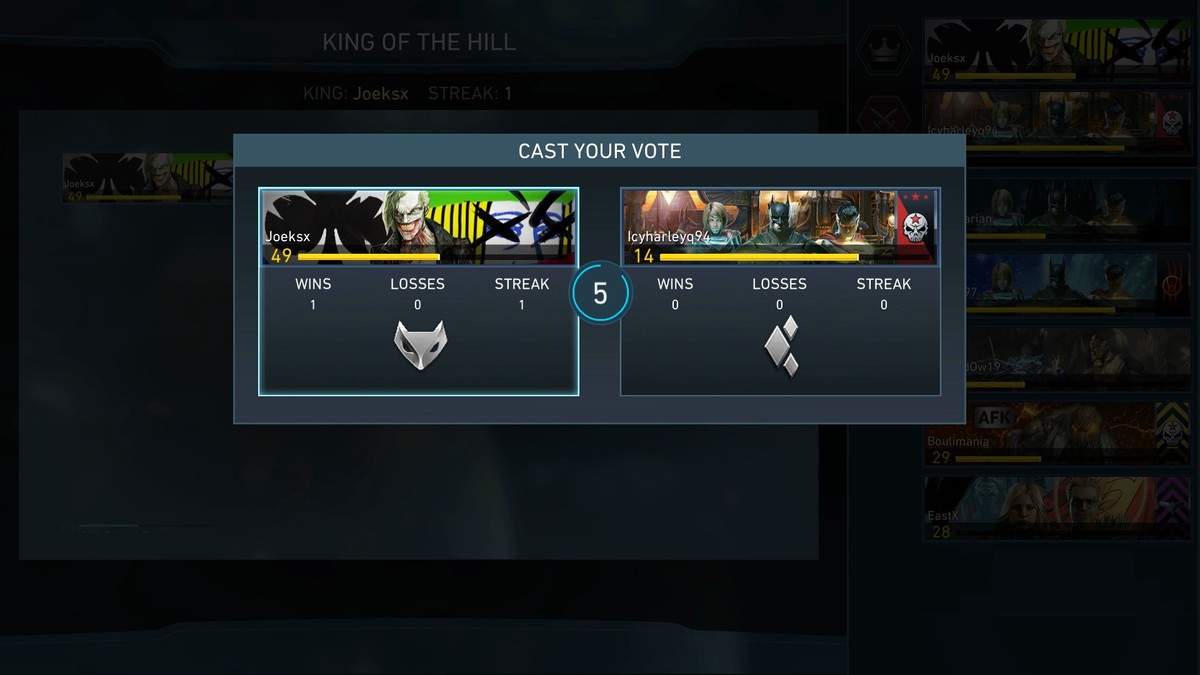 KING OF THE HILL
KING: Joeksx STREAK: 1
Joeksx
49
CAST YOUR VOTE
Joeksx
49
WINS LOSSES STREAK
1 0 1
5
Icyharleyq94
14
WINS LOSSES STREAK
0 0 0
Joeksx
49
Icyharleyq94
AFK
Boulimania
29
EastX
28